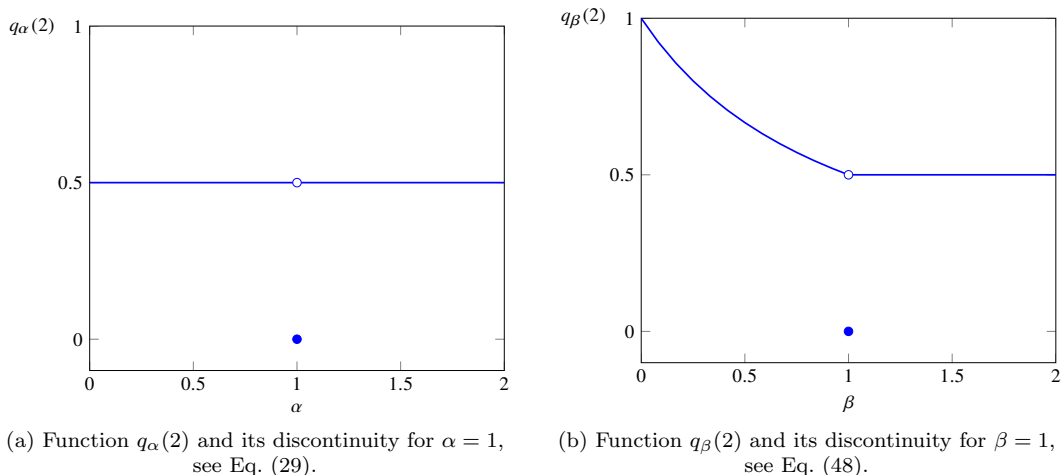 qα(2)
1
0.5
0
0
0.5
1
1.5
2
α
(a) Function qα(2) and its discontinuity for α = 1,
see Eq. (29).
qβ(2)
1
0.5
0
0
0.5
1
1.5
2
β
(b) Function qβ(2) and its discontinuity for β = 1,
see Eq. (48).